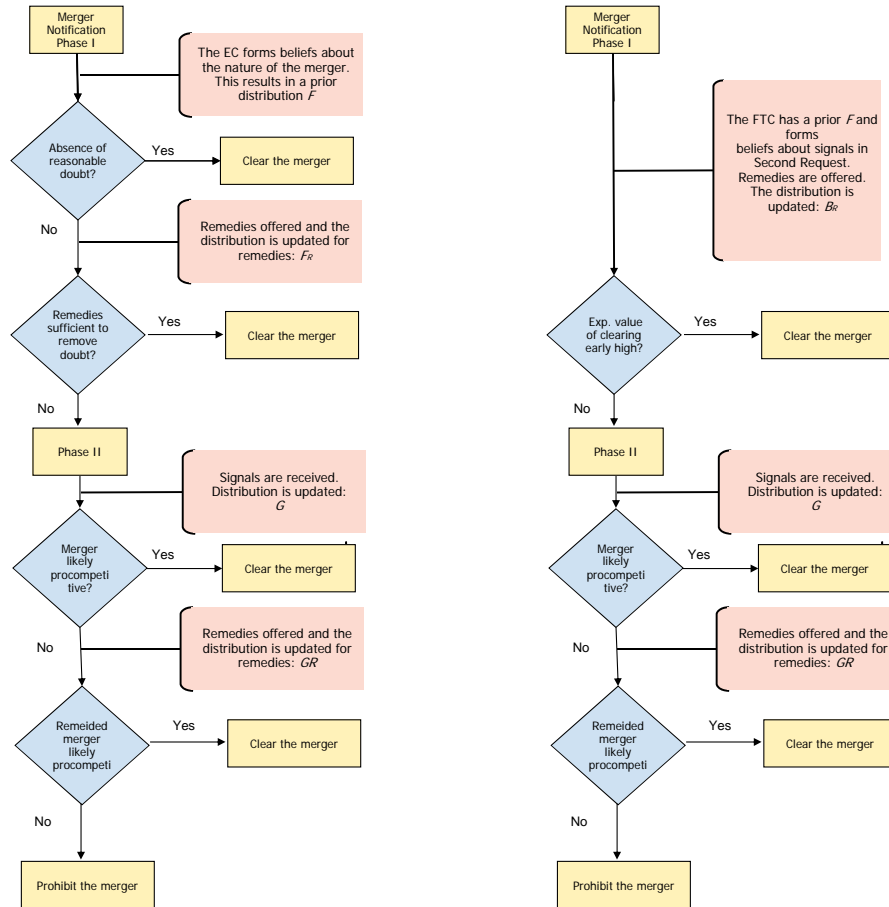 Merger
Notification
Phase I
The EC forms beliefs about
the nature of the merger.
This results in a prior
distribution F
Absence of
reasonable
doubt?
Yes
Clear the merger
No
Remedies offered and the
distribution is updated for
remedies: FR
Remedies
sufficient to
remove
doubt?
Yes
Clear the merger
No
Phase II
Signals are received.
Distribution is updated:
G
Merger
likely
procompeti
tive?
Yes
Clear the merger
No
Remedies offered and the
distribution is updated for
remedies: GR
Remeided
merger
likely
procompeti
Yes
Clear the merger
No
Prohibit the merger
Merger
Notification
Phase I
The FTC has a prior F and
forms
beliefs about signals in
Second Request.
Remedies are offered.
The distribution is
updated: BR
Exp. value
of clearing
early high?
Yes
Clear the merger
No
Phase II
Signals are received.
Distribution is updated:
G
Merger
likely
procompeti
tive?
Yes
Clear the merger
No
Remedies offered and the
distribution is updated for
remedies: GR
Remeided
merger
likely
procompeti
Yes
Clear the merger
No
Prohibit the merger